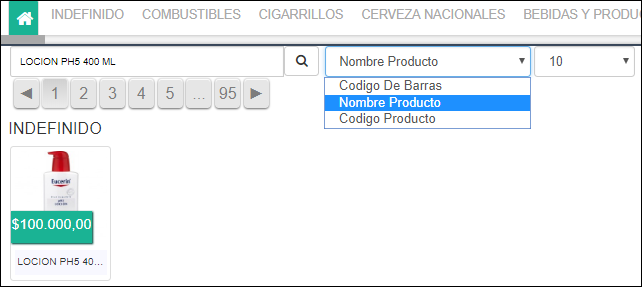 INDEFINIDO COMBUSTIBLES CIGARRILLOS CERVEZA NACIONALES BEBIDAS Y PRODU
LOCION PH5 400 ML Nombre Producto 10
Codigo De Barras
Nombre Producto
Codigo Producto
1 2 3 4 5 ... 95
INDEFINIDO
Eucerin
$100.000,00
LOCION PH5 40...